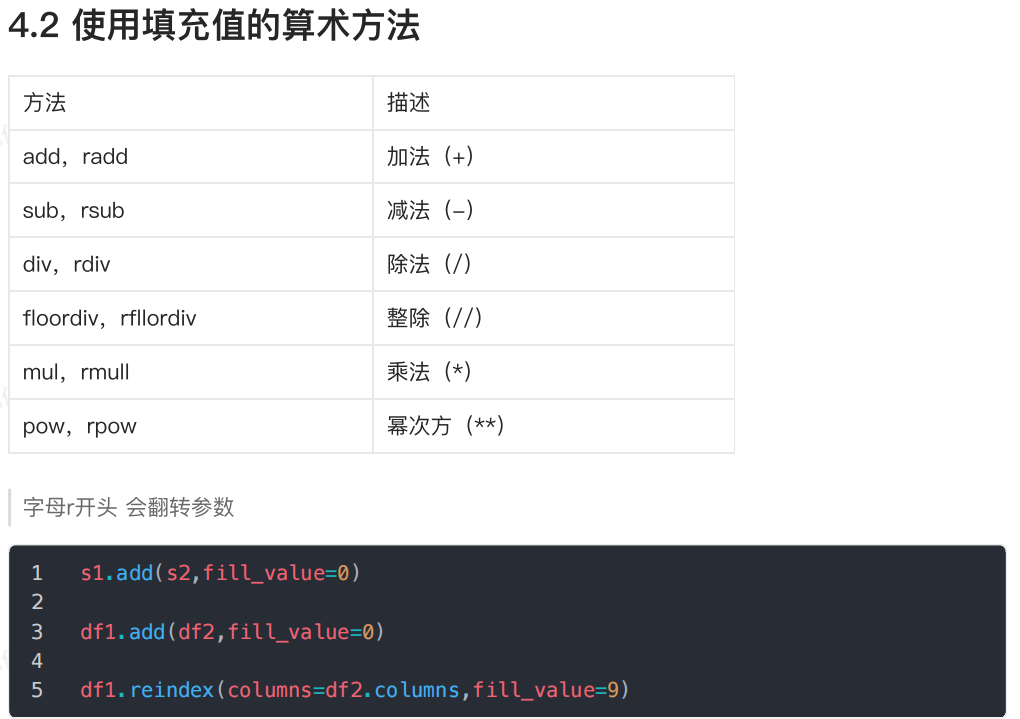 4.2 使用填充值的算术方法
方法 描述
add，radd 加法（+）
sub，rsub 减法（-）
div，rdiv 除法（/）
floordiv，rfllordiv 整除（//）
mul，rmull 乘法（*）
pow，rpow 幂次方（**）
字母r开头 会翻转参数
1 s1.add(s2,fill_value=0)
2
3 df1.add(df2,fill_value=0)
4
5 df1.reindex(columns=df2.columns,fill_value=9)